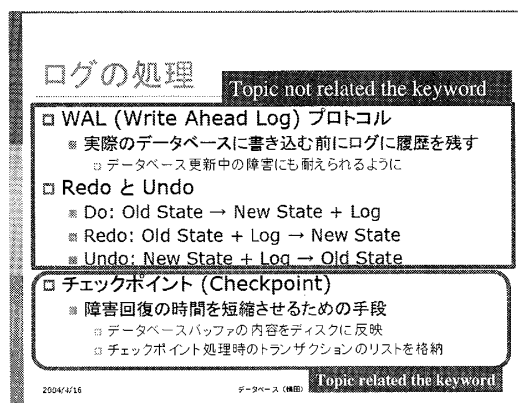 ログの処理
Topic not related the keyword
WAL (Write Ahead Log) プロトコル
実際のデータベースに書き込む前にログに履歴を残す
データベース更新中の障害にも耐えられるように
Redo と Undo
Do: Old State → New State + Log
Redo: Old State + Log → New State
Undo: New State + Log → Old State
チェックポイント (Checkpoint)
障害回復の時間を短縮させるための手段
データベースバッファの内容をディスクに反映
チェックポイント処理時のトランザクションのリストを格納
Topic related the keyword
2004/4/16
データベース (横田)